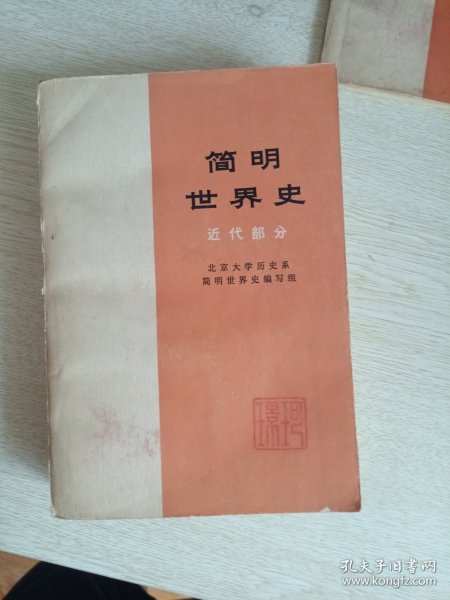 简明
世界史
近代部分
北京大学历史系
简明世界史编写组
孔夫子旧书网
www.kongfz.com